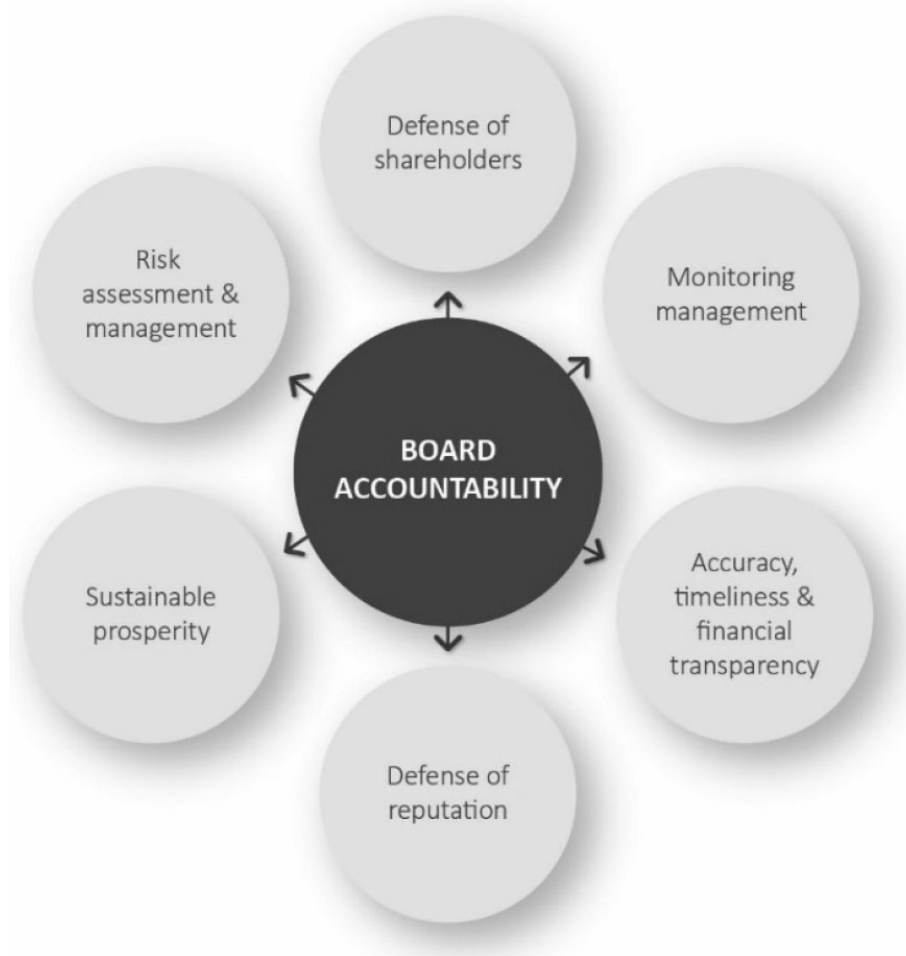 Defense of
shareholders
Risk
assessment &
management
Monitoring
management
BOARD
ACCOUNTABILITY
Sustainable
prosperity
Accuracy,
timeliness &
financial
transparency
Defense of
reputation